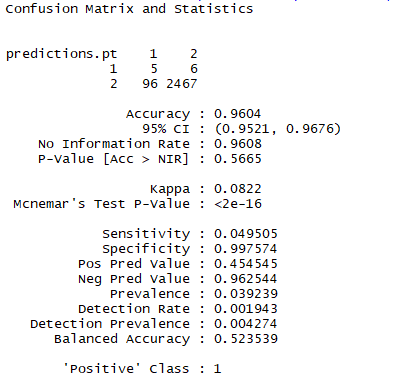 Confusion Matrix and Statistics
predictions.pt 1 2
1 5 6
2 96 2467
Accuracy : 0.9604
95% CI : (0.9521, 0.9676)
No Information Rate : 0.9608
P-Value [Acc > NIR] : 0.5665
Kappa : 0.0822
Mcnemar's Test P-Value : <2e-16
Sensitivity : 0.049505
Specificity : 0.997574
Pos Pred Value : 0.454545
Neg Pred Value : 0.962544
Prevalence : 0.039239
Detection Rate : 0.001943
Detection Prevalence : 0.004274
Balanced Accuracy : 0.523539
'Positive' Class : 1